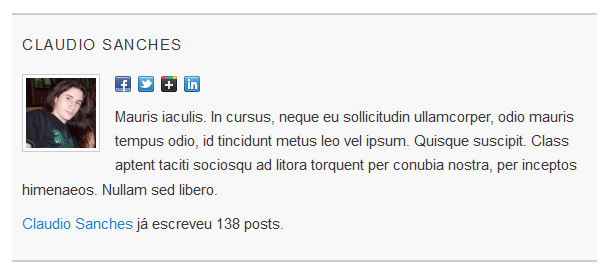 CLAUDIO SANCHES
Mauris iaculis. In cursus, neque eu sollicitudin ullamcorper, odio mauris
tempus odio, id tincidunt metus leo vel ipsum. Quisque suscipit. Class
aptent taciti sociosqu ad litora torquent per conubia nostra, per inceptos
himenaeos. Nullam sed libero.
Claudio Sanches já escreveu 138 posts.